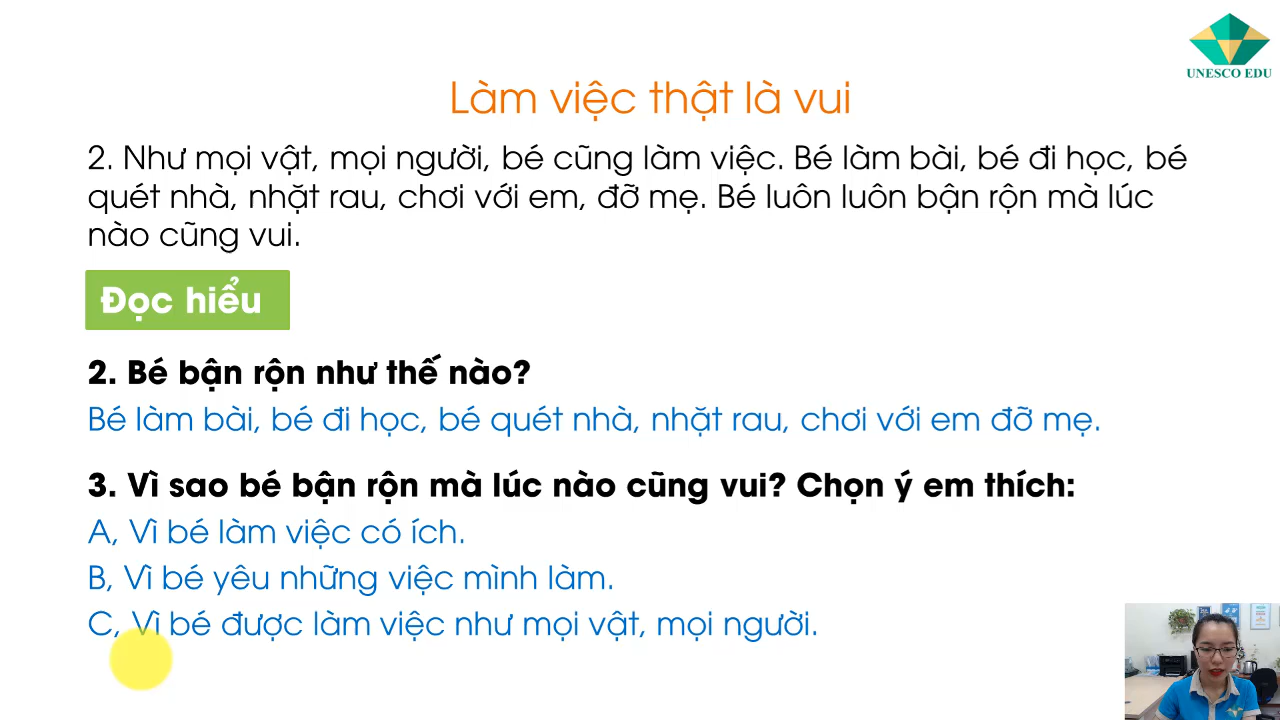 UNESCO EDU
Làm việc thật là vui
2. Như mọi vật, mọi người, bé cũng làm việc. Bé làm bài, bé đi học, bé
quét nhà, nhặt rau, chơi với em, đỡ mẹ. Bé luôn luôn bận rộn mà lúc
nào cũng vui.
Đọc hiểu
2. Bé bận rộn như thế nào?
Bé làm bài, bé đi học, bé quét nhà, nhặt rau, chơi với em đỡ mẹ.
3. Vì sao bé bận rộn mà lúc nào cũng vui? Chọn ý em thích:
A, Vì bé làm việc có ích.
B, Vì bé yêu những việc mình làm.
C, Vì bé được làm việc như mọi vật, mọi người.